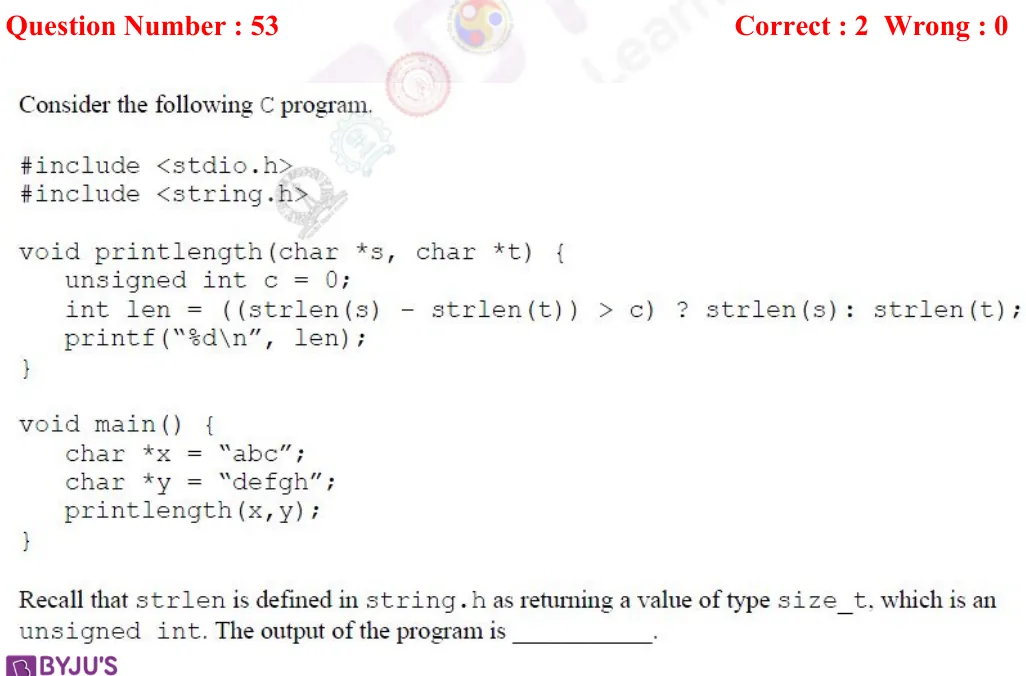 Question Number : 53 Correct : 2 Wrong : 0
Consider the following C program.
#include <stdio.h>
#include <string.h>
void printlength(char *s, char *t) {
unsigned int c = 0;
int len = ((strlen(s) - strlen(t)) > c) ? strlen(s): strlen(t);
printf(“%d\n”, len);
}
void main() {
char *x = “abc”;
char *y = “defgh”;
printlength(x,y);
}
Recall that strlen is defined in string.h as returning a value of type size_t, which is an
unsigned int. The output of the program is ____________.
BYJU'S